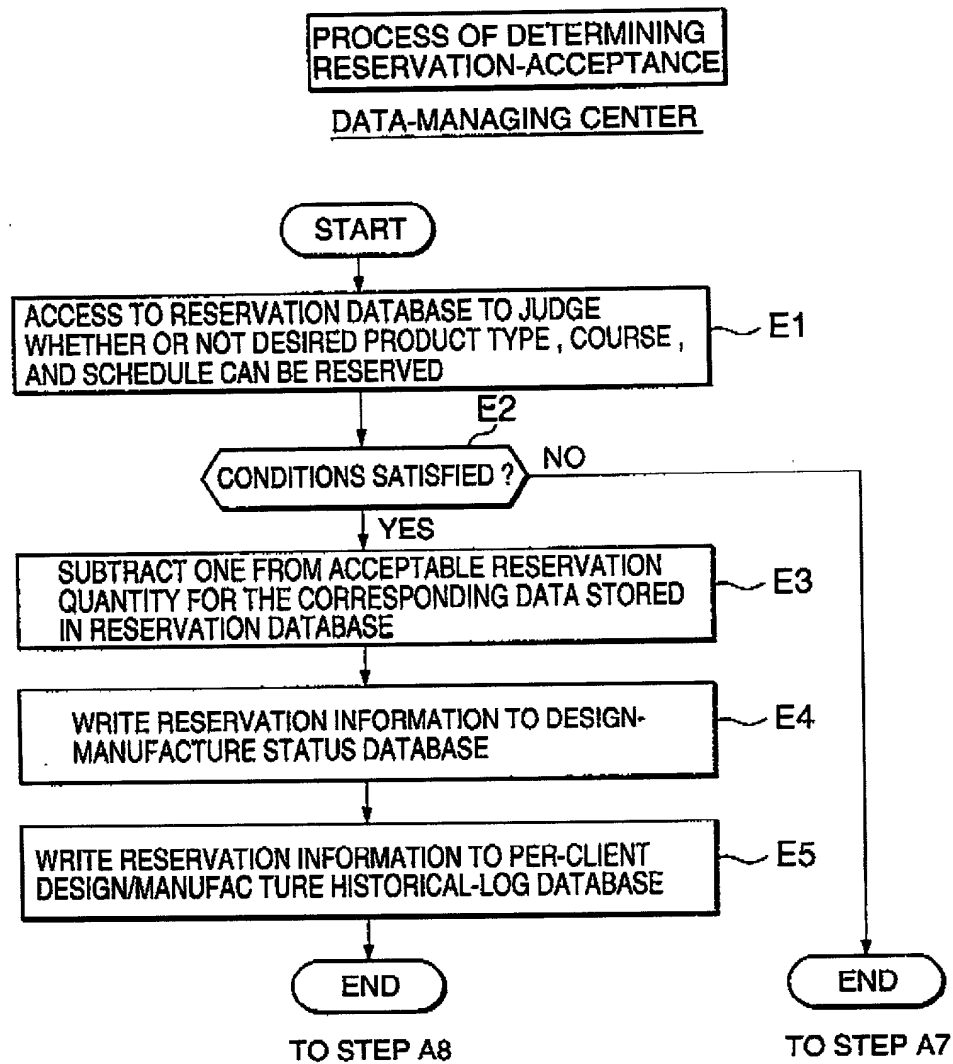 PROCESS OF DETERMINING
RESERVATION-ACCEPTANCE
DATA-MANAGING CENTER
START
ACCESS TO RESERVATION DATABASE TO JUDGE
WHETHER OR NOT DESIRED PRODUCT TYPE , COURSE ,
AND SCHEDULE CAN BE RESERVED
E1
E2
CONDITIONS SATISFIED ?
NO
YES
SUBTRACT ONE FROM ACCEPTABLE RESERVATION
QUANTITY FOR THE CORRESPONDING DATA STORED
IN RESERVATION DATABASE
E3
WRITE RESERVATION INFORMATION TO DESIGN-
MANUFACTURE STATUS DATABASE
E4
WRITE RESERVATION INFORMATION TO PER-CLIENT
DESIGN/MANUFAC TURE HISTORICAL-LOG DATABASE
E5
END
TO STEP A8
END
TO STEP A7